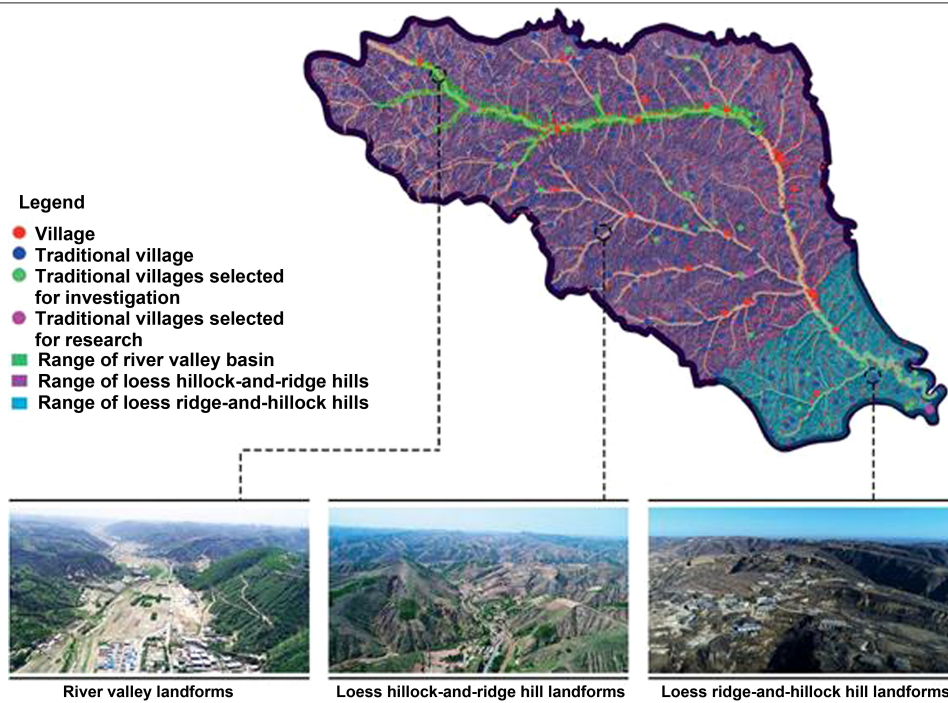 Legend
Village
Traditional village
Traditional villages selected
for investigation
Traditional villages selected
for research
Range of river valley basin
Range of loess hillock-and-ridge hills
Range of loess ridge-and-hillock hills
River valley landforms
Loess hillock-and-ridge hill landforms
Loess ridge-and-hillock hill landforms